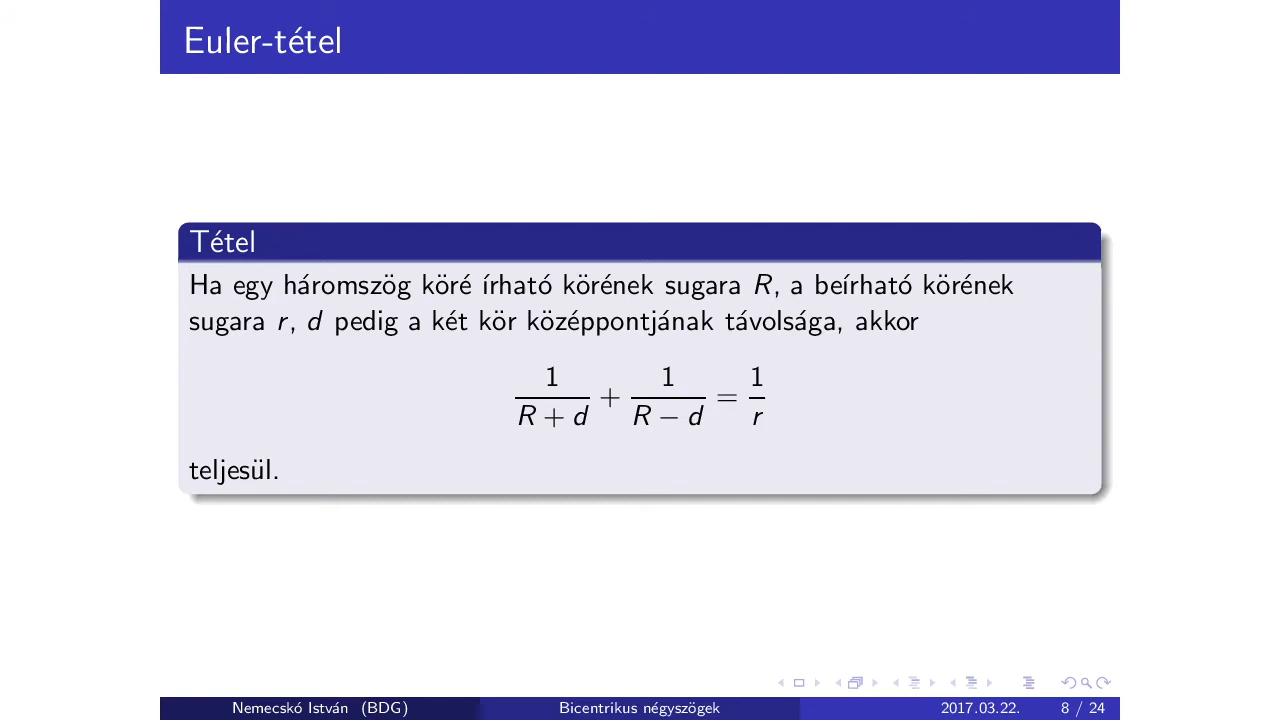 Euler-tétel
Tétel
Ha egy háromszög köré írható körének sugara R, a beírható körének
sugara r, d pedig a két kör középpontjának távolsága, akkor
1/(R + d) + 1/(R − d) = 1/r
teljesül.
Nemeckó István (BDG) Bicentrikus négyszögek 2017.03.22. 8 / 24